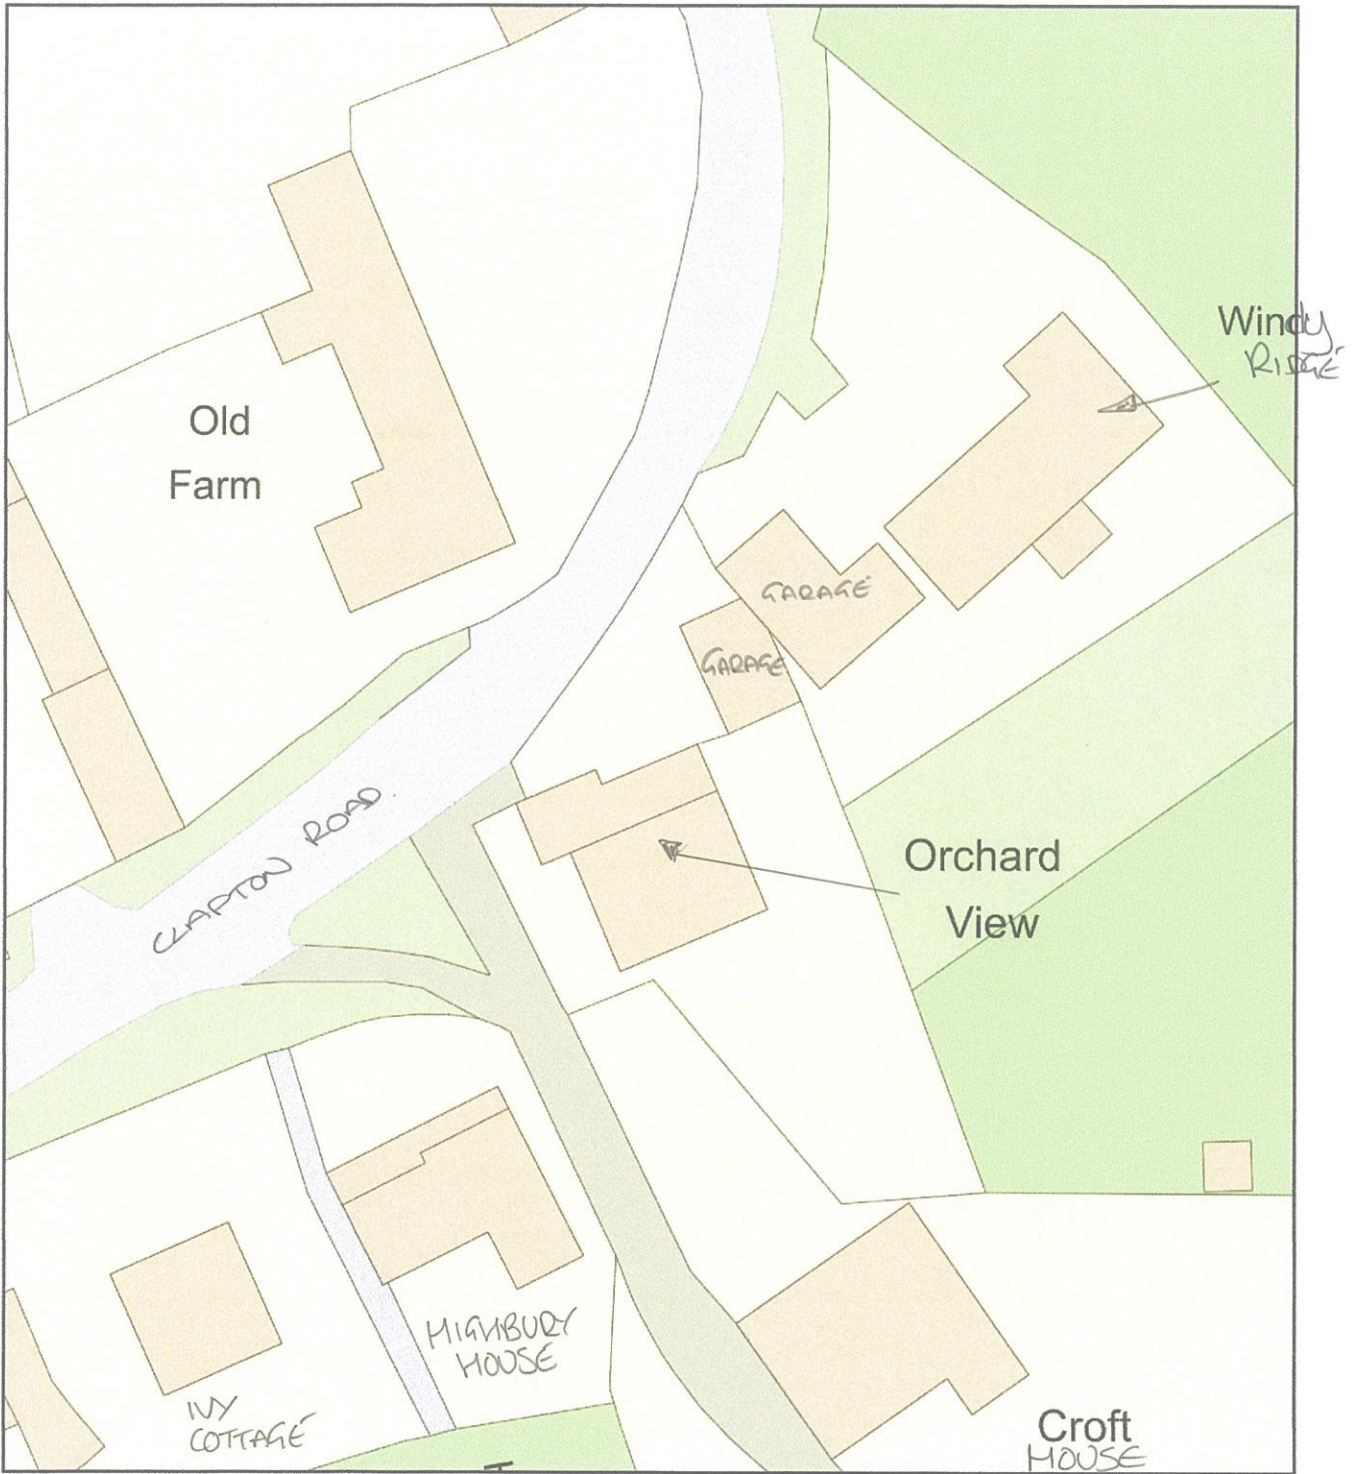 Windy
RIDGE
Old
Farm
GARAGE
GARAGE
CLAPTON ROAD
Orchard
View
HIGHBURY
HOUSE
IVY
COTTAGE
Croft
HOUSE